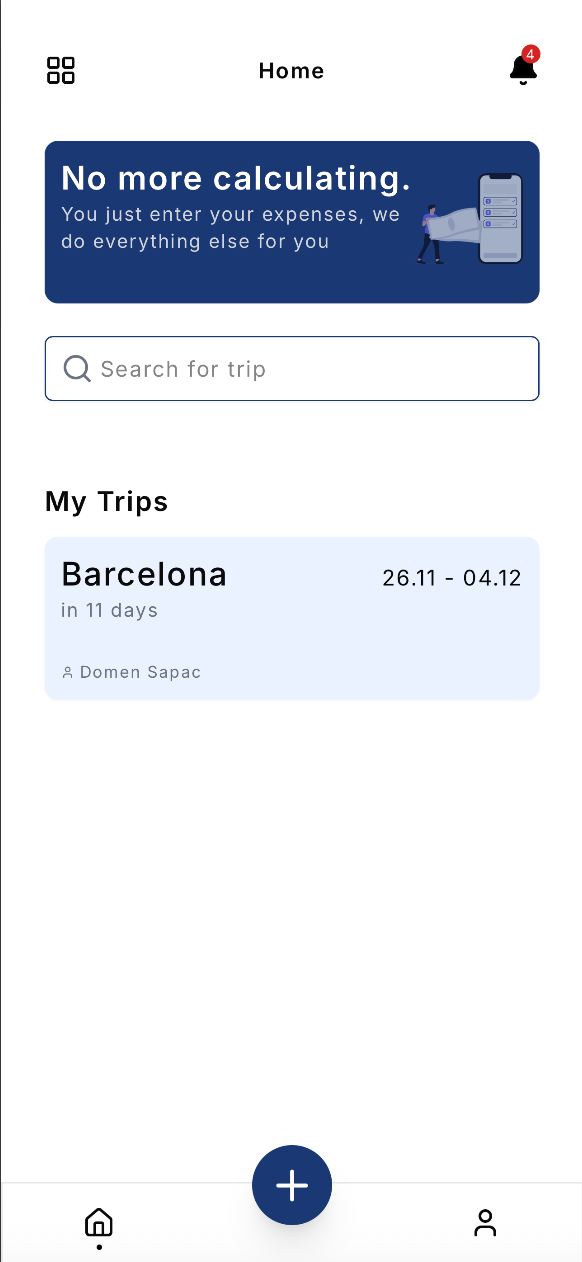 Home
4
No more calculating.
You just enter your expenses, we
do everything else for you
Search for trip
My Trips
Barcelona
26.11 - 04.12
in 11 days
Domen Sapac